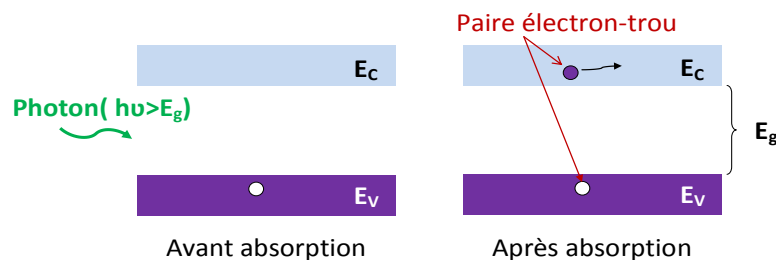 Paire électron-trou
E_C
E_C
Photon( hυ>E_g)
E_g
E_V
E_V
Avant absorption
Après absorption